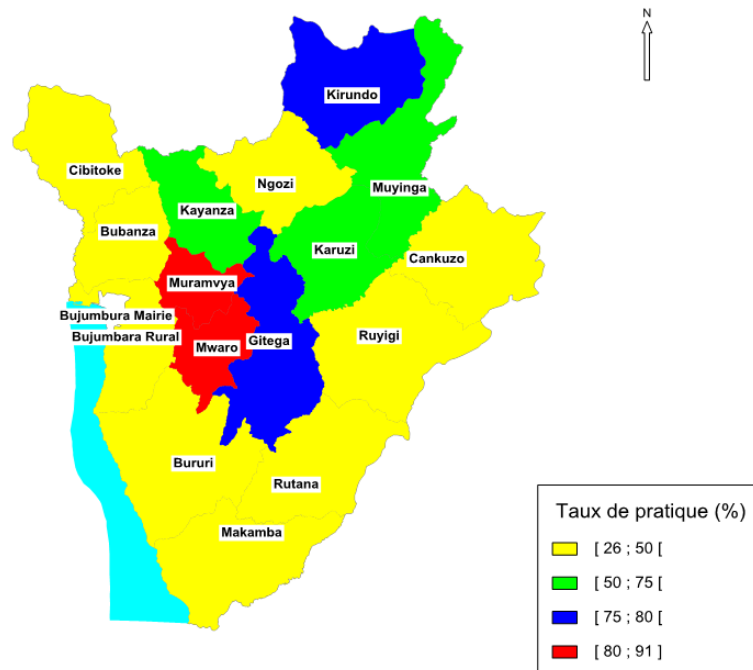 N
Kirundo
Cibitoke
Ngozi
Muyinga
Kayanza
Bubanza
Karuzi
Cankuzo
Muramvya
Bujumbura Mairie
Bujumbara Rural
Mwaro
Gitega
Ruyigi
Bururi
Rutana
Makamba
Taux de pratique (%)
[ 26 ; 50 [
[ 50 ; 75 [
[ 75 ; 80 [
[ 80 ; 91 ]